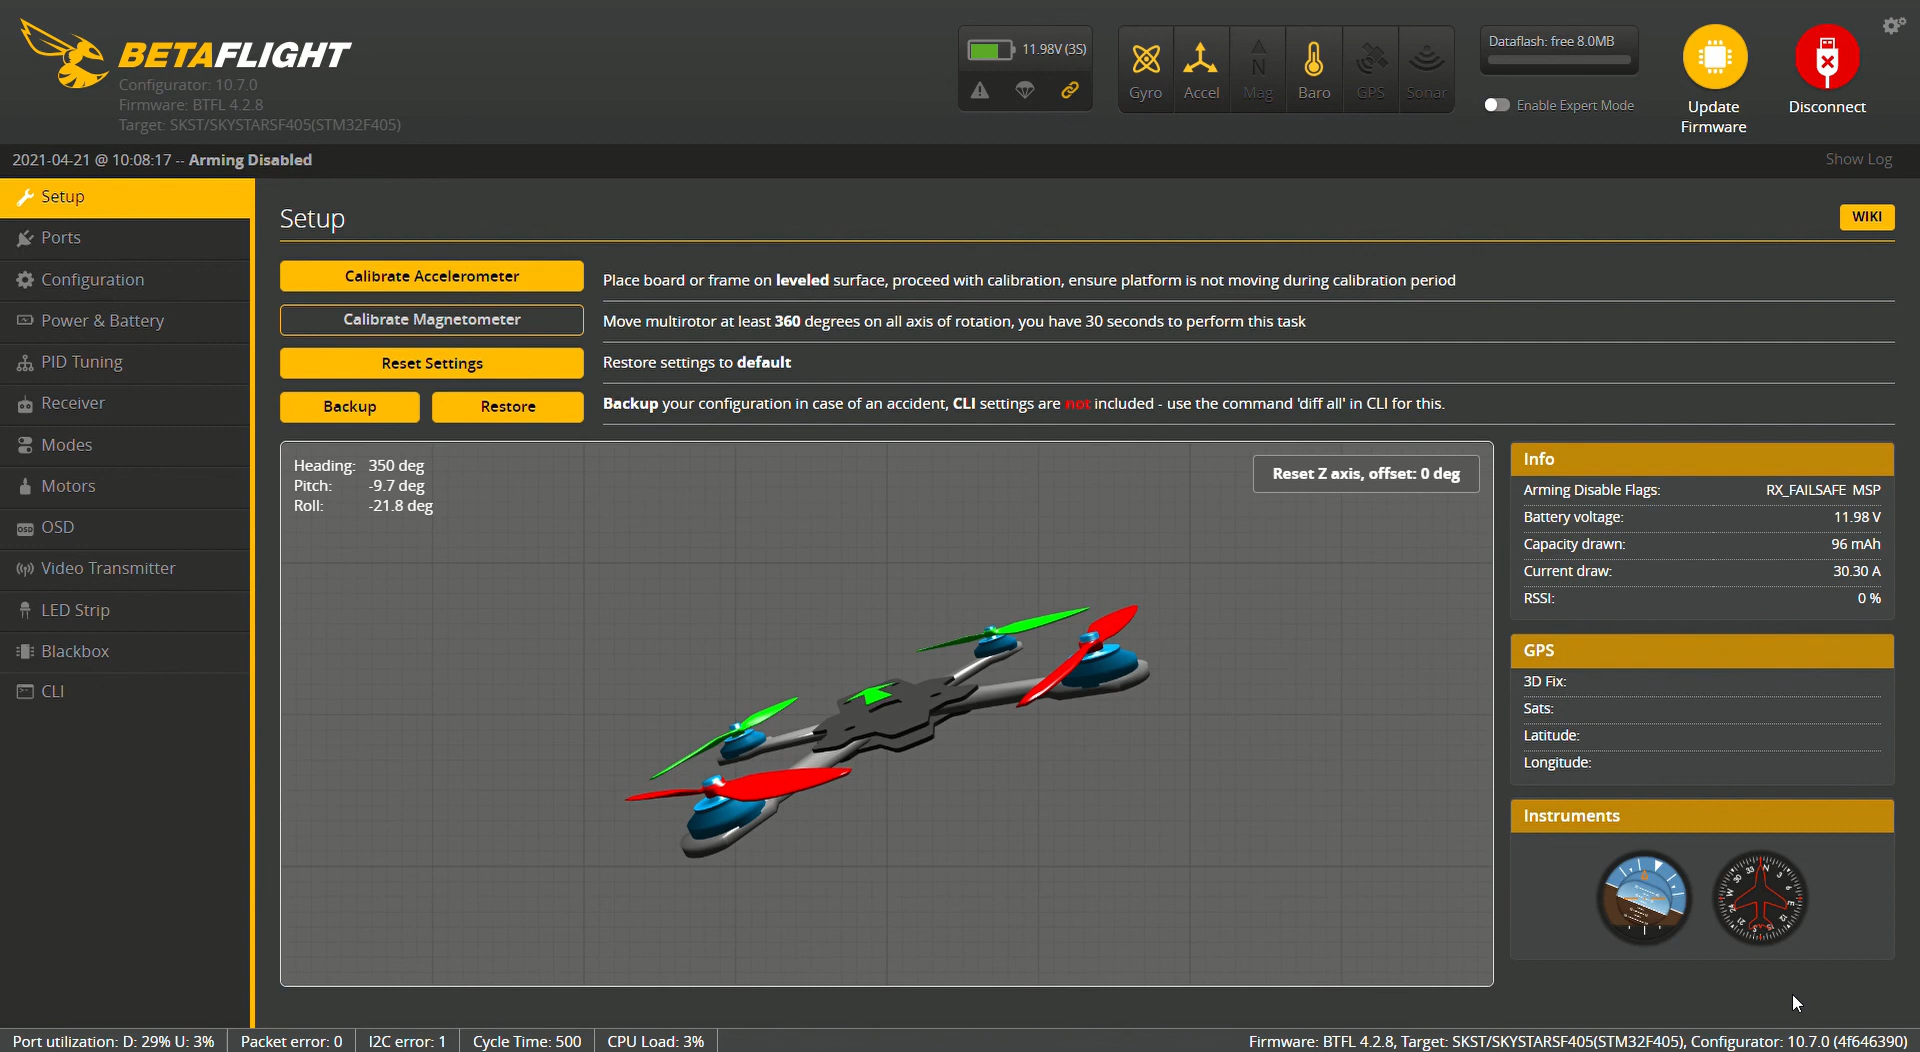 BETAFLIGHT
Configurator: 10.7.0
Firmware: BTFL 4.2.8
Target: SKST/SKYSTARSF405(STM32F405)
11.98V (3S)
Gyro
Accel
N
Mag
Baro
GPS
Sonar
Dataflash: free 8.0MB
Enable Expert Mode
Update
Firmware
Disconnect
2021-04-21 @ 10:08:17 -- Arming Disabled
Show Log
Setup
Ports
Configuration
Power & Battery
PID Tuning
Receiver
Modes
Motors
OSD
Video Transmitter
LED Strip
Blackbox
CLI
Setup
WIKI
Calibrate Accelerometer
Place board or frame on leveled surface, proceed with calibration, ensure platform is not moving during calibration period
Calibrate Magnetometer
Move multirotor at least 360 degrees on all axis of rotation, you have 30 seconds to perform this task
Reset Settings
Restore settings to default
Backup
Restore
Backup your configuration in case of an accident, CLI settings are not included - use the command 'diff all' in CLI for this.
Heading: 350 deg
Pitch: -9.7 deg
Roll: -21.8 deg
Reset Z axis, offset: 0 deg
Info
Arming Disable Flags: RX_FAILSAFE MSP
Battery voltage: 11.98 V
Capacity drawn: 96 mAh
Current draw: 30.30 A
RSSI: 0 %
GPS
3D Fix:
Sats:
Latitude:
Longitude:
Instruments
N 3 6 E 12 15 S 21 24 W 30 33
Port utilization: D: 29% U: 3%
Packet error: 0
I2C error: 1
Cycle Time: 500
CPU Load: 3%
Firmware: BTFL 4.2.8, Target: SKST/SKYSTARSF405(STM32F405), Configurator: 10.7.0 (4f646390)